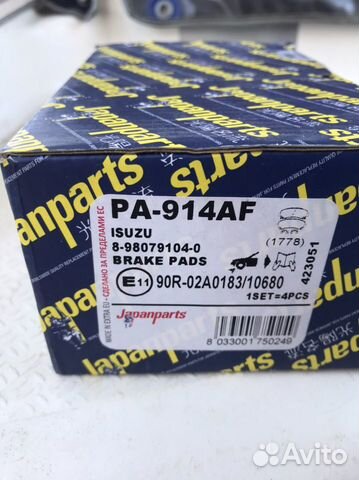 Japanparts
Japanparts
Japanparts
PA-914AF
ISUZU
8-98079104-0
BRAKE PADS
(1778)
423051
E11 90R-02A0183/10680
1SET=4PCS
MADE IN EXTRA EU - СДЕЛАНО ЗА ПРЕДЕЛАМИ ЕС
Japanparts
8 033001 750249
Avito